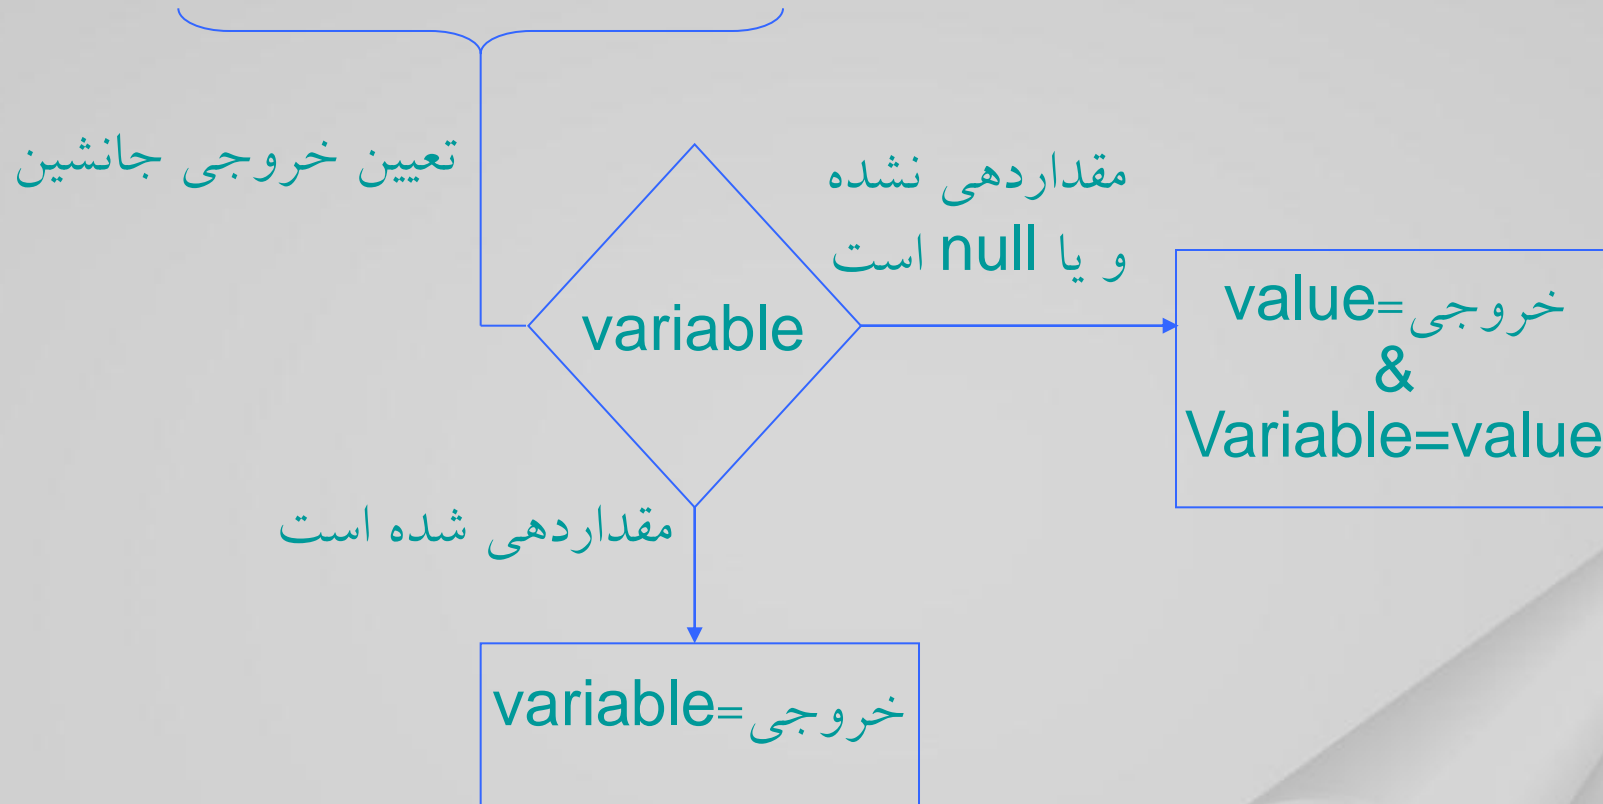 تعیین خروجی جانشین
مقداردهی نشده
و یا null است
variable
value=خروجی
&
Variable=value
مقداردهی شده است
variable=خروجی